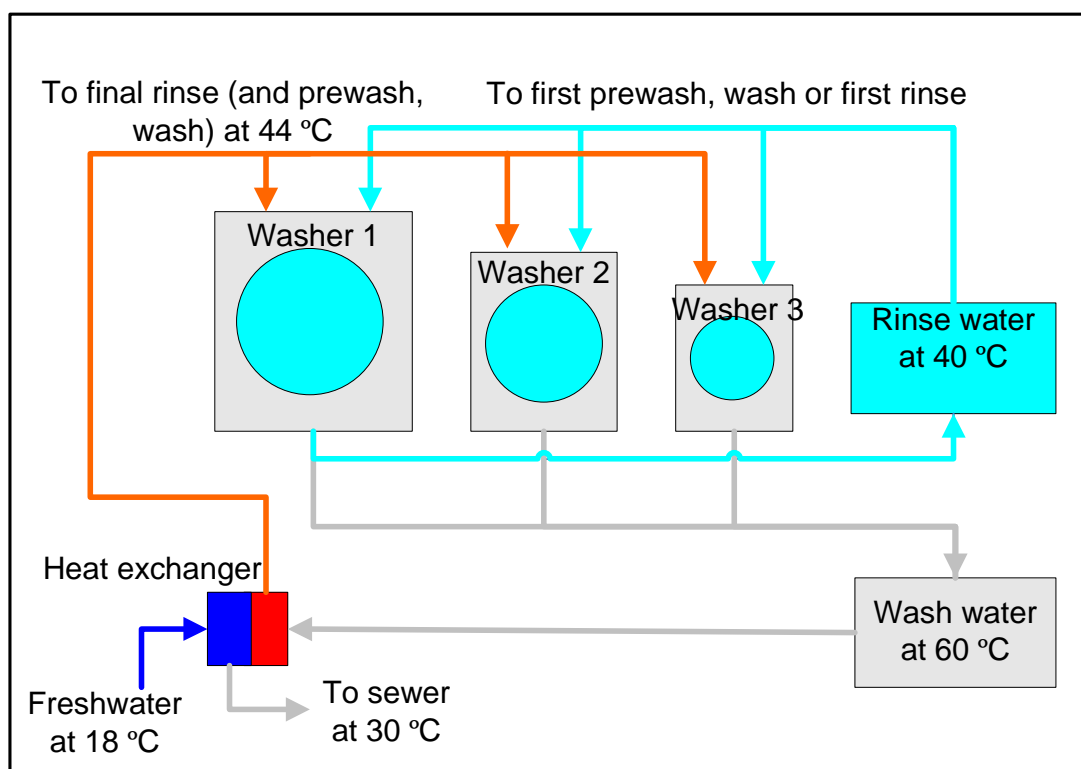 To final rinse (and prewash,
wash) at 44 ºC
To first prewash, wash or first rinse
Washer 1
Washer 2
Washer 3
Rinse water
at 40 ºC
Heat exchanger
Wash water
at 60 ºC
Freshwater
at 18 ºC
To sewer
at 30 ºC